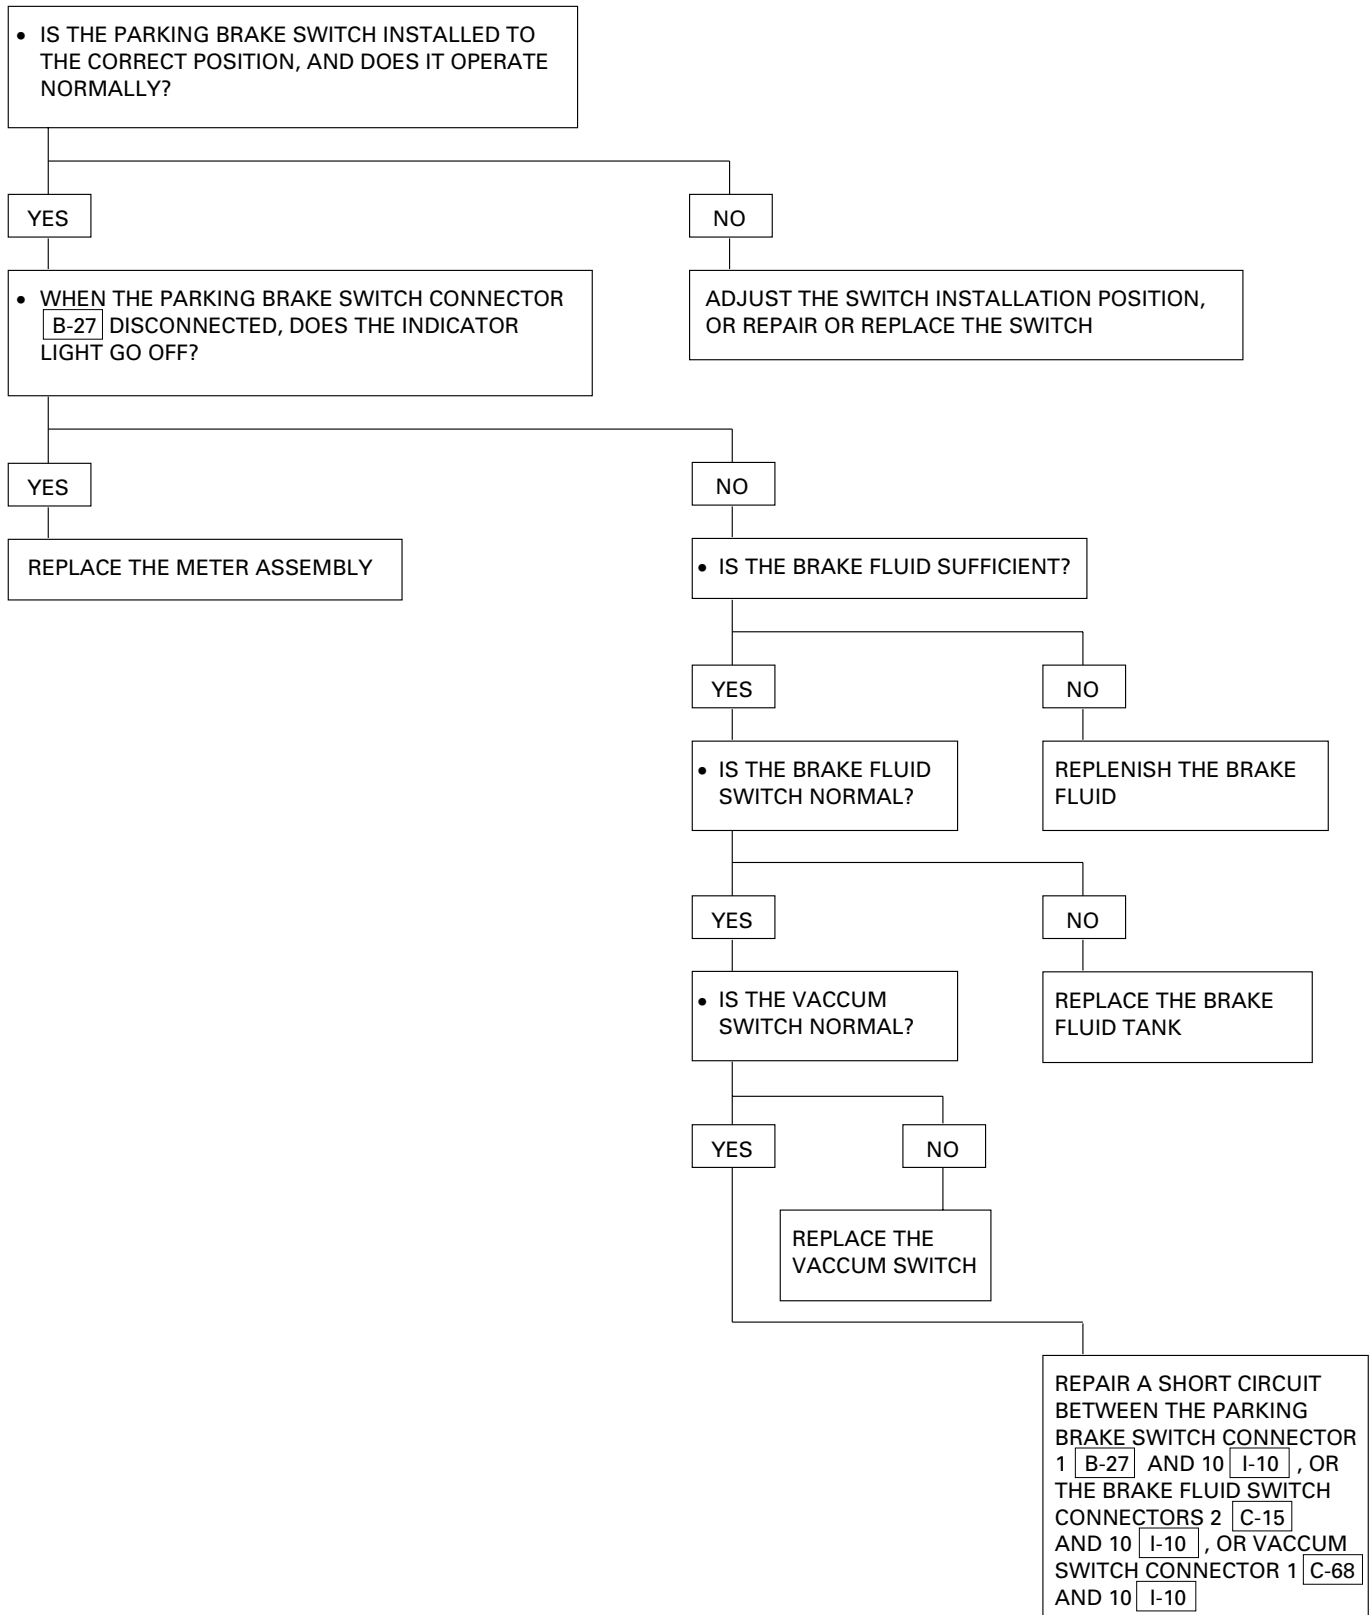 • IS THE PARKING BRAKE SWITCH INSTALLED TO
THE CORRECT POSITION, AND DOES IT OPERATE
NORMALLY?
YES
NO
• WHEN THE PARKING BRAKE SWITCH CONNECTOR
B-27 DISCONNECTED, DOES THE INDICATOR
LIGHT GO OFF?
ADJUST THE SWITCH INSTALLATION POSITION,
OR REPAIR OR REPLACE THE SWITCH
YES
NO
REPLACE THE METER ASSEMBLY
• IS THE BRAKE FLUID SUFFICIENT?
YES
NO
• IS THE BRAKE FLUID
SWITCH NORMAL?
REPLENISH THE BRAKE
FLUID
YES
NO
• IS THE VACCUM
SWITCH NORMAL?
REPLACE THE BRAKE
FLUID TANK
YES
NO
REPLACE THE
VACCUM SWITCH
REPAIR A SHORT CIRCUIT
BETWEEN THE PARKING
BRAKE SWITCH CONNECTOR
1 B-27 AND 10 I-10 , OR
THE BRAKE FLUID SWITCH
CONNECTORS 2 C-15
AND 10 I-10 , OR VACCUM
SWITCH CONNECTOR 1 C-68
AND 10 I-10